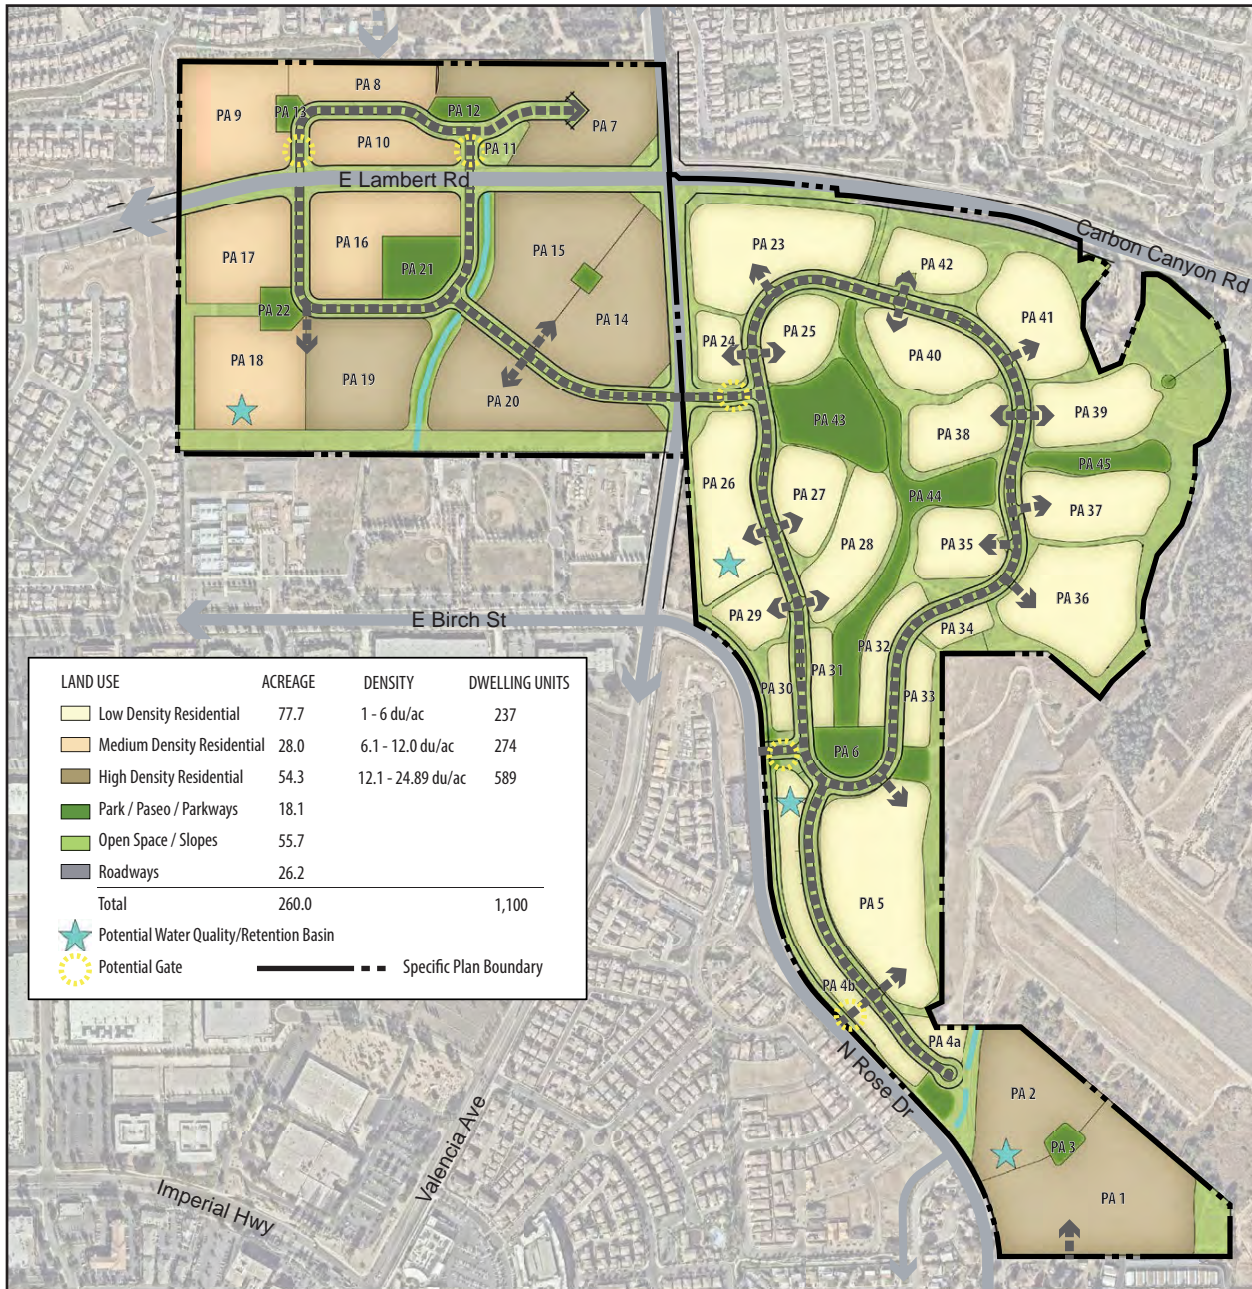 PA 8
PA 9
PA 13
PA 12
PA 7
PA 10
PA 11
E Lambert Rd
Carbon Canyon Rd
PA 17
PA 16
PA 21
PA 15
PA 23
PA 42
PA 22
PA 14
PA 24
PA 25
PA 41
PA 40
PA 18
PA 19
PA 20
PA 39
PA 43
PA 38
PA 45
PA 26
PA 27
PA 44
PA 37
PA 28
PA 35
PA 36
PA 29
E Birch St
PA 34
PA 32
PA 31
PA 30
PA 33
PA 6
LAND USE ACREAGE DENSITY DWELLING UNITS
Low Density Residential 77.7 1 - 6 du/ac 237
Medium Density Residential 28.0 6.1 - 12.0 du/ac 274
High Density Residential 54.3 12.1 - 24.89 du/ac 589
Park / Paseo / Parkways 18.1
Open Space / Slopes 55.7
Roadways 26.2
Total 260.0 1,100
Potential Water Quality/Retention Basin
Potential Gate Specific Plan Boundary
PA 5
PA 4b
PA 4a
N Rose Dr
PA 2
PA 3
PA 1
Valencia Ave
Imperial Hwy